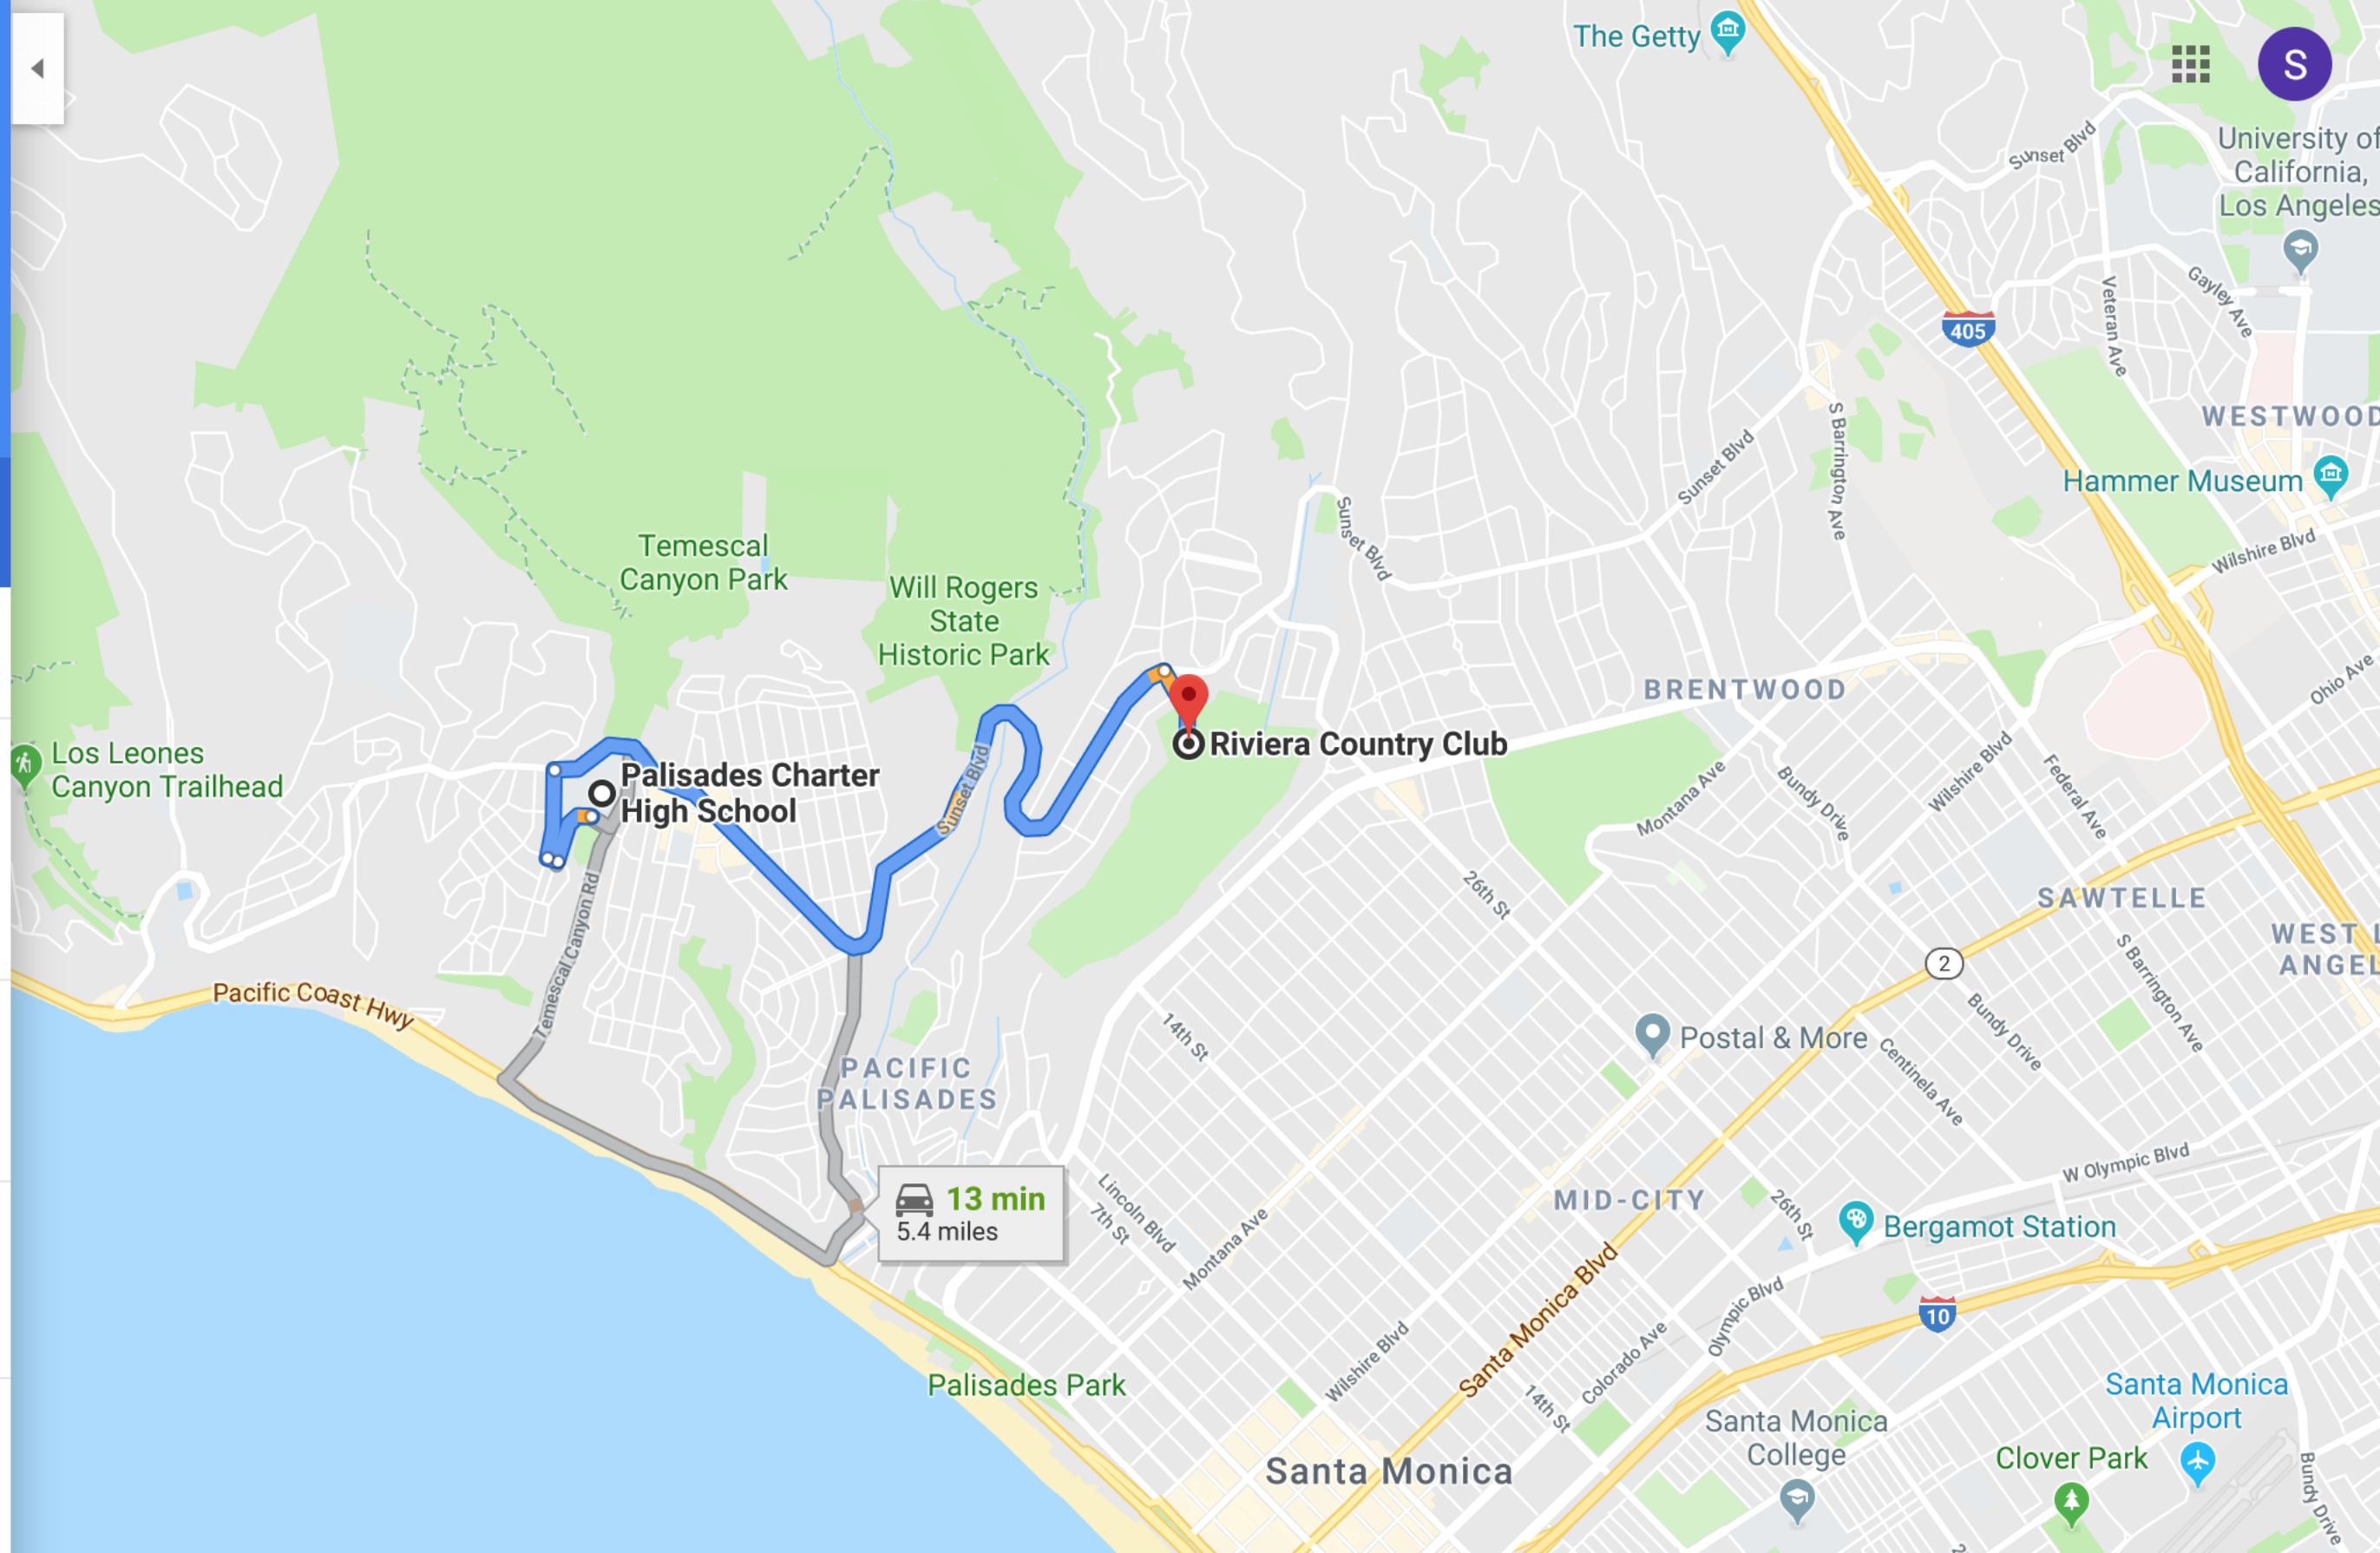 The Getty
S
Sunset Blvd
University of
California,
Los Angeles
Gayley Ave
Veteran Ave
405
WESTWOOD
S Barrington Ave
Sunset Blvd
Hammer Museum
Sunset Blvd
Wilshire Blvd
Temescal
Canyon Park
Will Rogers
State
Historic Park
Ohio Ave
BRENTWOOD
Riviera Country Club
Los Leones
Canyon Trailhead
Palisades Charter
High School
Sunset Blvd
Montana Ave
Bundy Drive
Wilshire Blvd
Federal Ave
26th St
SAWTELLE
WEST L
ANGEL
Temescal Canyon Rd
2
S Barrington Ave
Pacific Coast Hwy
14th St
Postal & More
Bundy Drive
Centinela Ave
PACIFIC
PALISADES
W Olympic Blvd
13 min
5.4 miles
Lincoln Blvd
7th St
Montana Ave
MID-CITY
26th St
Bergamot Station
Santa Monica Blvd
Olympic Blvd
10
Wilshire Blvd
Colorado Ave
Palisades Park
14th St
Santa Monica
Airport
Santa Monica
College
Clover Park
Santa Monica
Bundy Drive